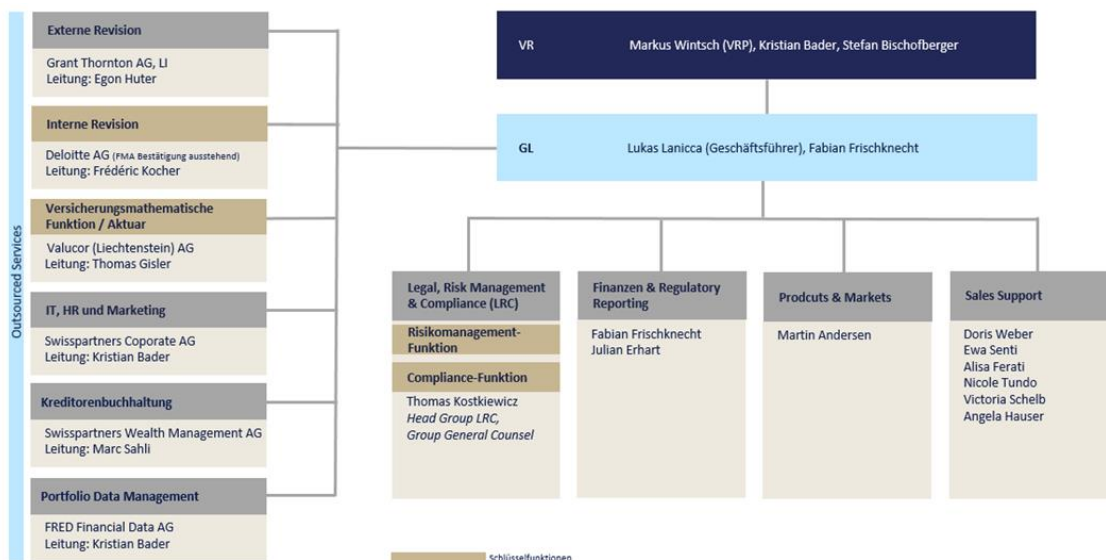 Outsourced Services
Externe Revision
Grant Thornton AG, LI
Leitung: Egon Huter
Interne Revision
Deloitte AG (FMA Bestätigung ausstehend)
Leitung: Frédéric Kocher
Versicherungsmathematische
Funktion / Aktuar
Valucor (Liechtenstein) AG
Leitung: Thomas Gisler
IT, HR und Marketing
Swisspartners Coporate AG
Leitung: Kristian Bader
Kreditorenbuchhaltung
Swisspartners Wealth Management AG
Leitung: Marc Sahli
Portfolio Data Management
FRED Financial Data AG
Leitung: Kristian Bader
VR Markus Wintsch (VRP), Kristian Bader, Stefan Bischofberger
GL Lukas Lanicca (Geschäftsführer), Fabian Frischknecht
Legal, Risk Management
& Compliance (LRC)
Risikomanagement-
Funktion
Compliance-Funktion
Thomas Kostkiewicz
Head Group LRC,
Group General Counsel
Finanzen & Regulatory
Reporting
Fabian Frischknecht
Julian Erhart
Prodcuts & Markets
Martin Andersen
Sales Support
Doris Weber
Ewa Senti
Alisa Ferati
Nicole Tundo
Victoria Schelb
Angela Hauser
Schlüsselfunktionen